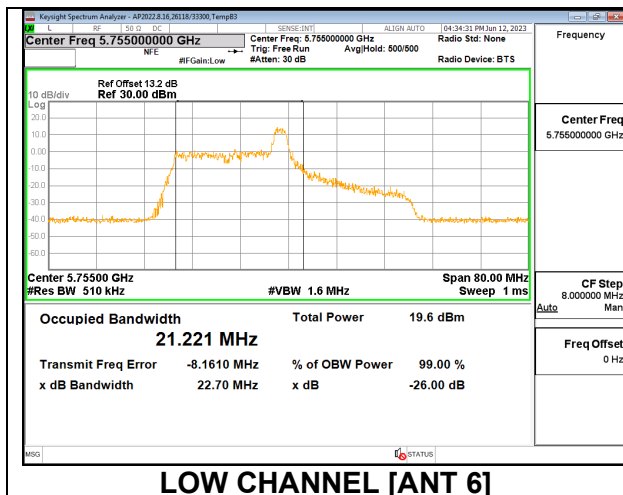 Keysight Spectrum Analyzer - AP2022.8.16,26118/33300,TempB3
L RF 50 Ω DC SENSE:INT ALIGN AUTO 04:34:31 PM Jun 12, 2023
Center Freq 5.755000000 GHz
NFE
#IFGain:Low
Center Freq: 5.755000000 GHz
Trig: Free Run Avg|Hold: 500/500
#Atten: 30 dB
Radio Std: None
Radio Device: BTS
Frequency
Ref Offset 13.2 dB
10 dB/div Ref 30.00 dBm
Log
20.0
10.0
0.00
-10.0
-20.0
-30.0
-40.0
-50.0
-60.0
Center 5.75500 GHz Span 80.00 MHz
#Res BW 510 kHz #VBW 1.6 MHz Sweep 1 ms
Center Freq
5.755000000 GHz
CF Step
8.000000 MHz
Auto Man
Freq Offset
0 Hz
Occupied Bandwidth Total Power 19.6 dBm
21.221 MHz
Transmit Freq Error -8.1610 MHz % of OBW Power 99.00 %
x dB Bandwidth 22.70 MHz x dB -26.00 dB
MSG STATUS
LOW CHANNEL [ANT 6]